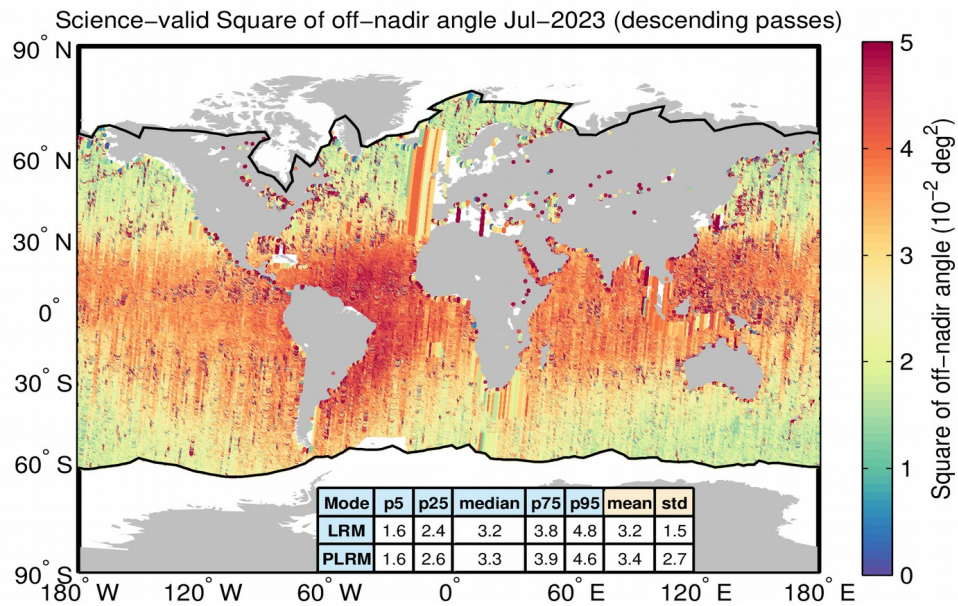 Science-valid Square of off-nadir angle Jul-2023 (descending passes)
90° N
60° N
30° N
0°
30° S
60° S
90° S
180° W
120° W
60° W
0°
60° E
120° E
180° E
Mode p5 p25 median p75 p95 mean std
LRM 1.6 2.4 3.2 3.8 4.8 3.2 1.5
PLRM 1.6 2.6 3.3 3.9 4.6 3.4 2.7
5
4
3
2
1
0
Square of off-nadir angle (10⁻² deg²)